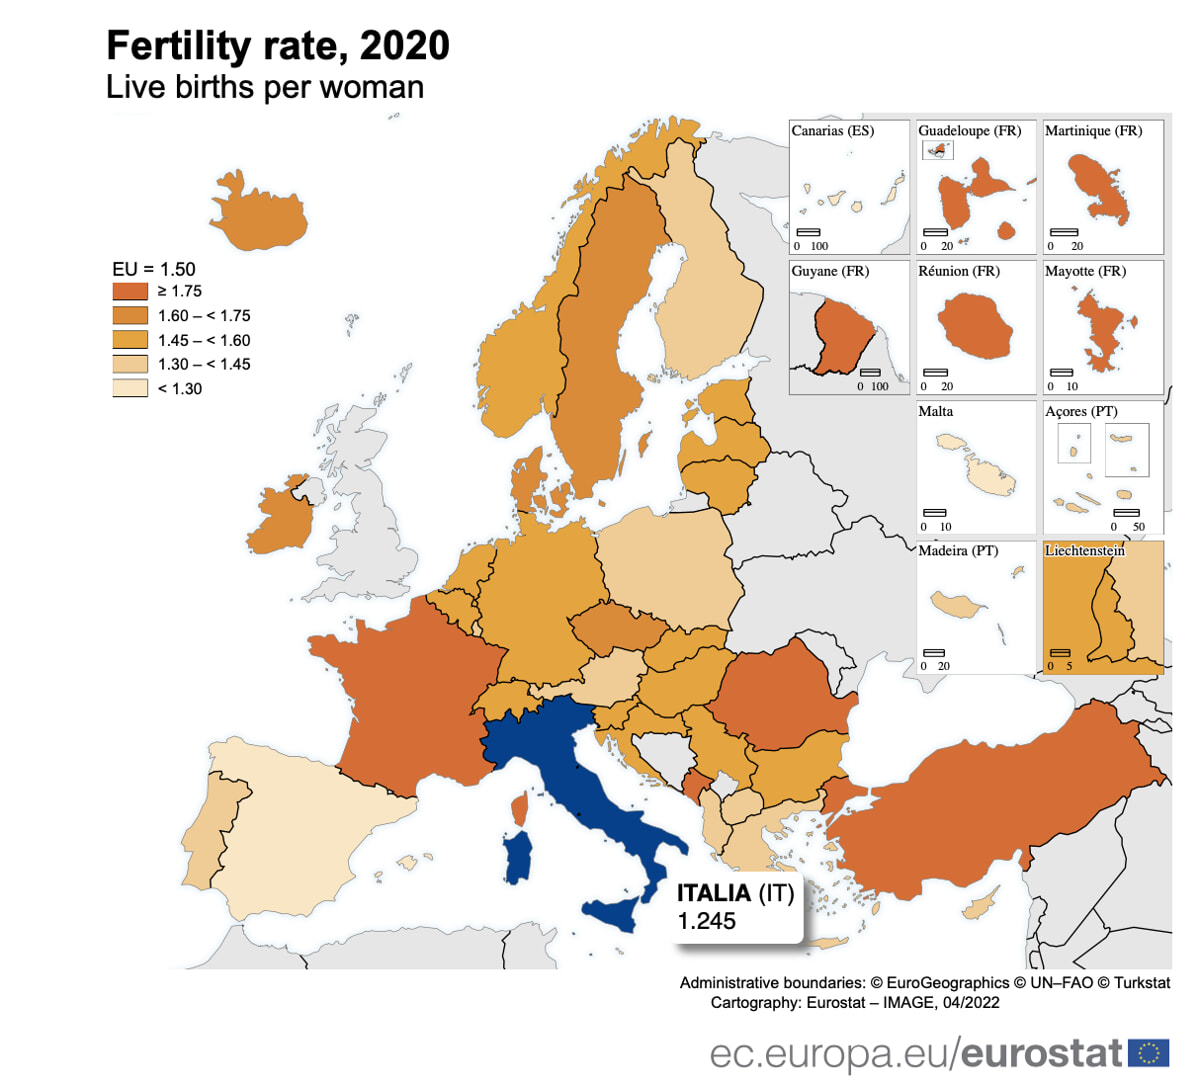 Fertility rate, 2020
Live births per woman
EU = 1.50
≥ 1.75
1.60 – < 1.75
1.45 – < 1.60
1.30 – < 1.45
< 1.30
Canarias (ES)
0 100
Guadeloupe (FR)
0 20
Martinique (FR)
0 20
Guyane (FR)
0 100
Réunion (FR)
0 20
Mayotte (FR)
0 10
Malta
0 10
Açores (PT)
0 50
Madeira (PT)
0 20
Liechtenstein
0 5
ITALIA (IT)
1.245
Administrative boundaries: © EuroGeographics © UN–FAO © Turkstat
Cartography: Eurostat – IMAGE, 04/2022
ec.europa.eu/eurostat